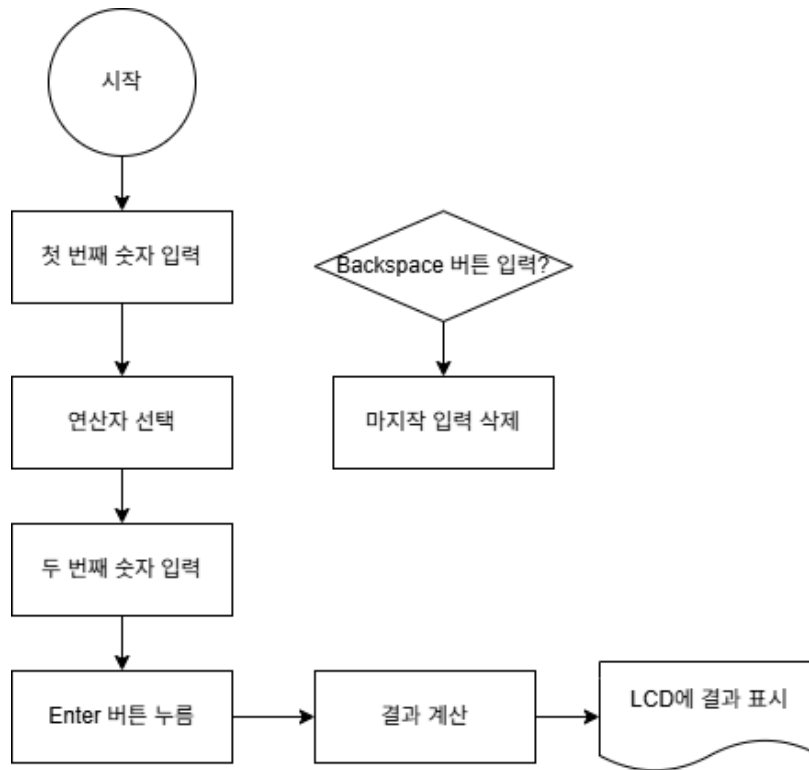 시작
첫 번째 숫자 입력
Backspace 버튼 입력?
연산자 선택
마지작 입력 삭제
두 번째 숫자 입력
Enter 버튼 누름
결과 계산
LCD에 결과 표시